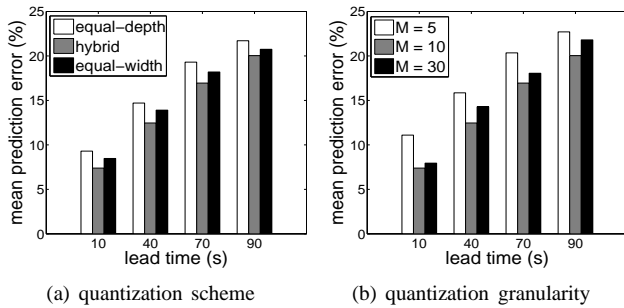 mean prediction error (%)
25
20
15
10
5
0
equal−depth
hybrid
equal−width
10 40 70 90
lead time (s)
(a) quantization scheme
mean prediction error (%)
25
20
15
10
5
0
M = 5
M = 10
M = 30
10 40 70 90
lead time (s)
(b) quantization granularity